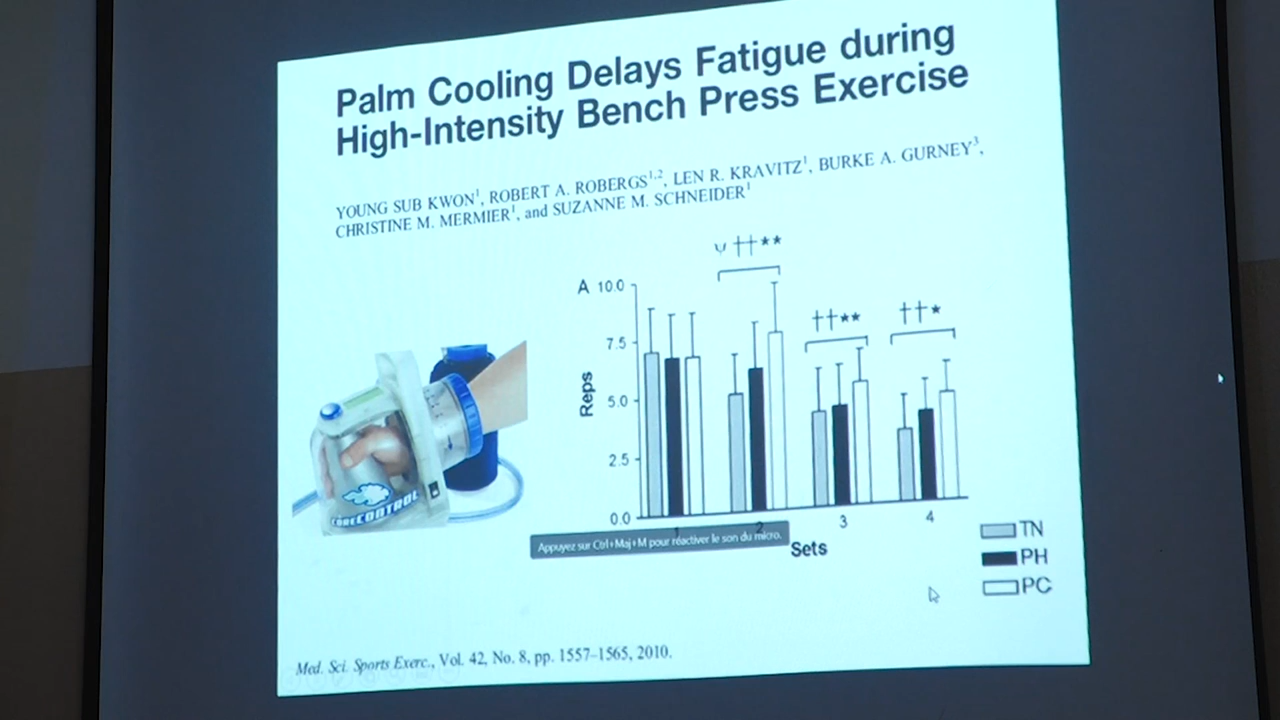 Palm Cooling Delays Fatigue during
High-Intensity Bench Press Exercise
YOUNG SUB KWON¹, ROBERT A. ROBERGS¹,², LEN R. KRAVITZ¹, BURKE A. GURNEY³,
CHRISTINE M. MERMIER¹, and SUZANNE M. SCHNEIDER¹
ψ ††**
A 10.0
††** ††*
7.5
Reps
5.0
2.5
0.0
1 2 3 4
Sets
CORECONTROL
Appuyez sur Ctrl+Maj+M pour réactiver le son du micro.
TN
PH
PC
Med. Sci. Sports Exerc., Vol. 42, No. 8, pp. 1557–1565, 2010.